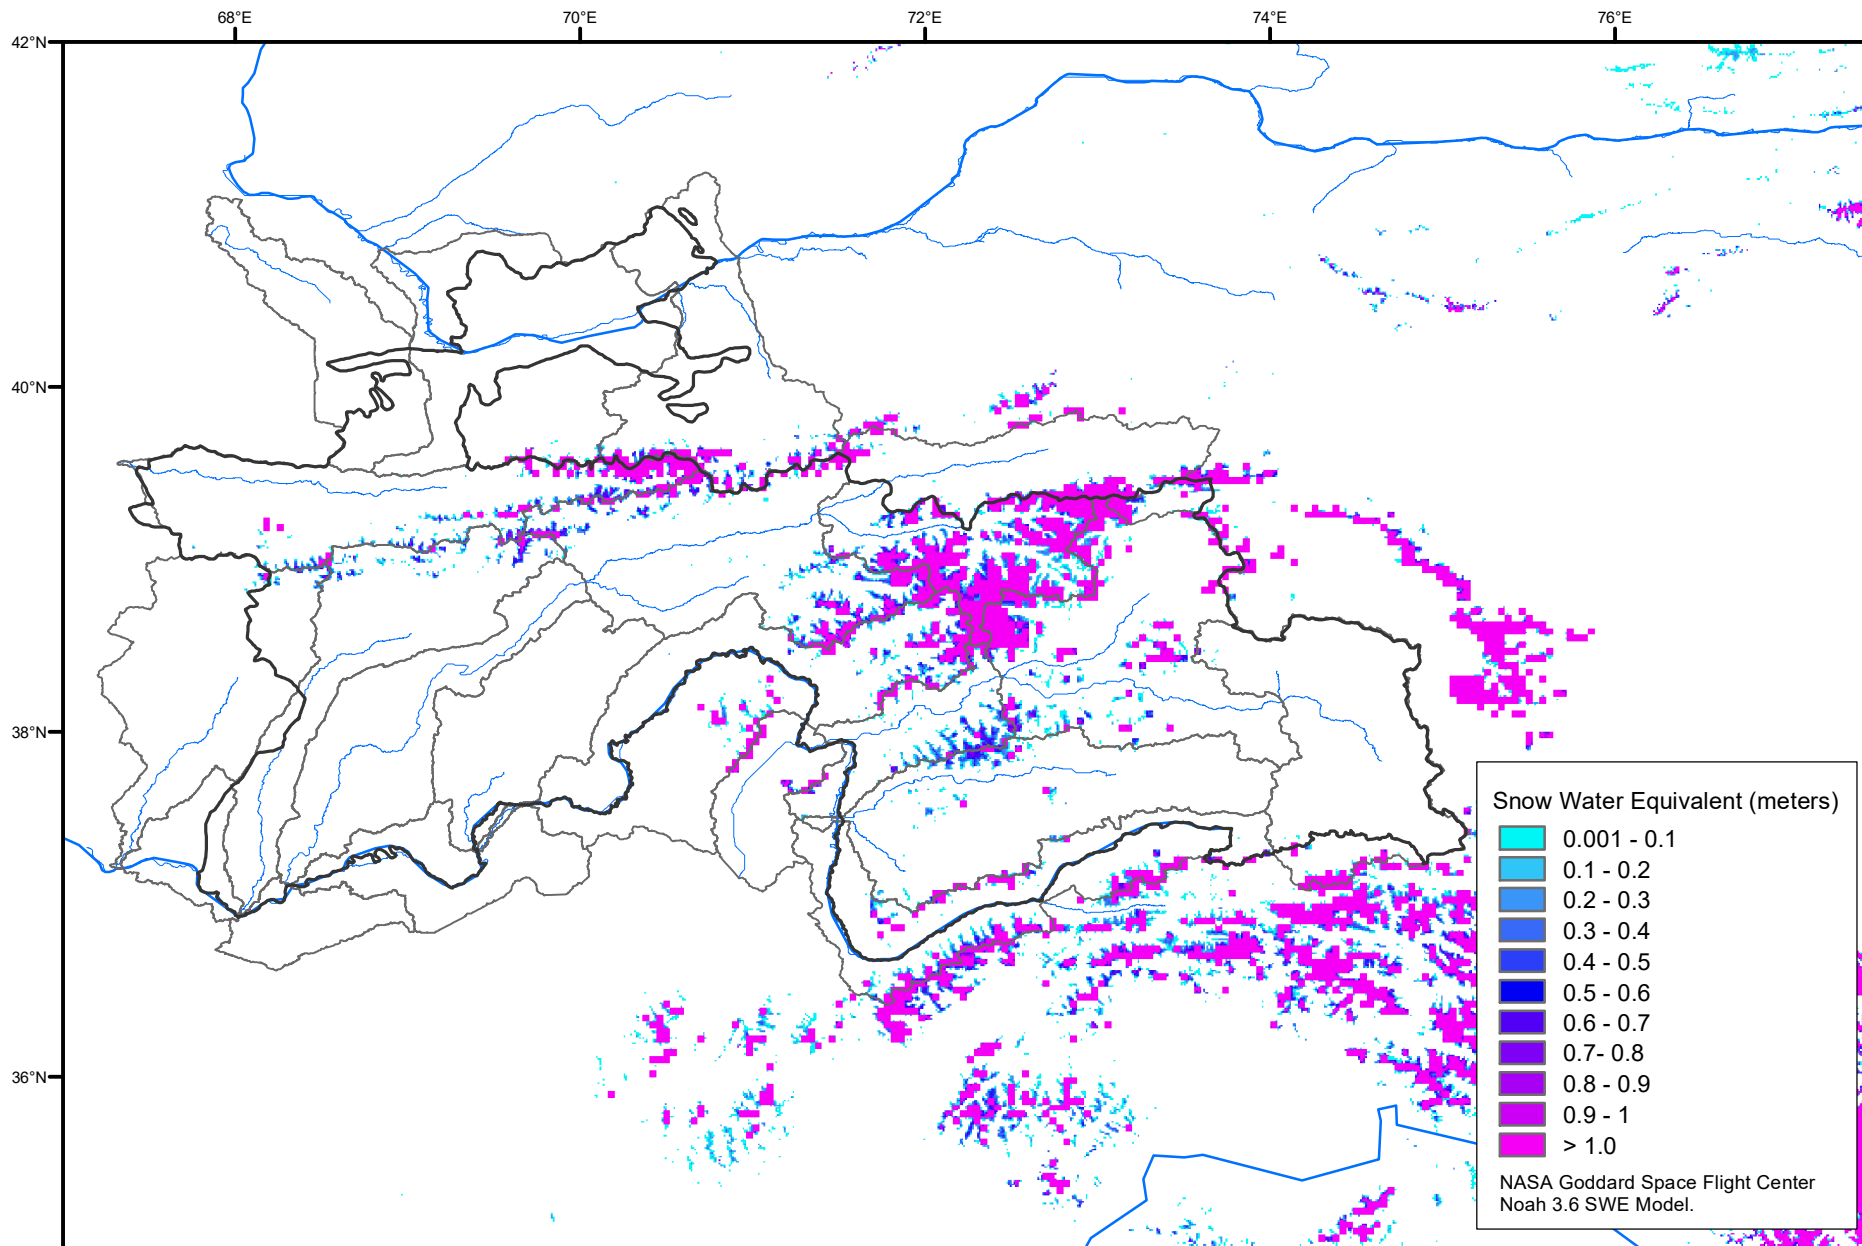 68°E
70°E
72°E
74°E
76°E
42°N
40°N
38°N
36°N
Snow Water Equivalent (meters)
0.001 - 0.1
0.1 - 0.2
0.2 - 0.3
0.3 - 0.4
0.4 - 0.5
0.5 - 0.6
0.6 - 0.7
0.7- 0.8
0.8 - 0.9
0.9 - 1
> 1.0
NASA Goddard Space Flight Center
Noah 3.6 SWE Model.